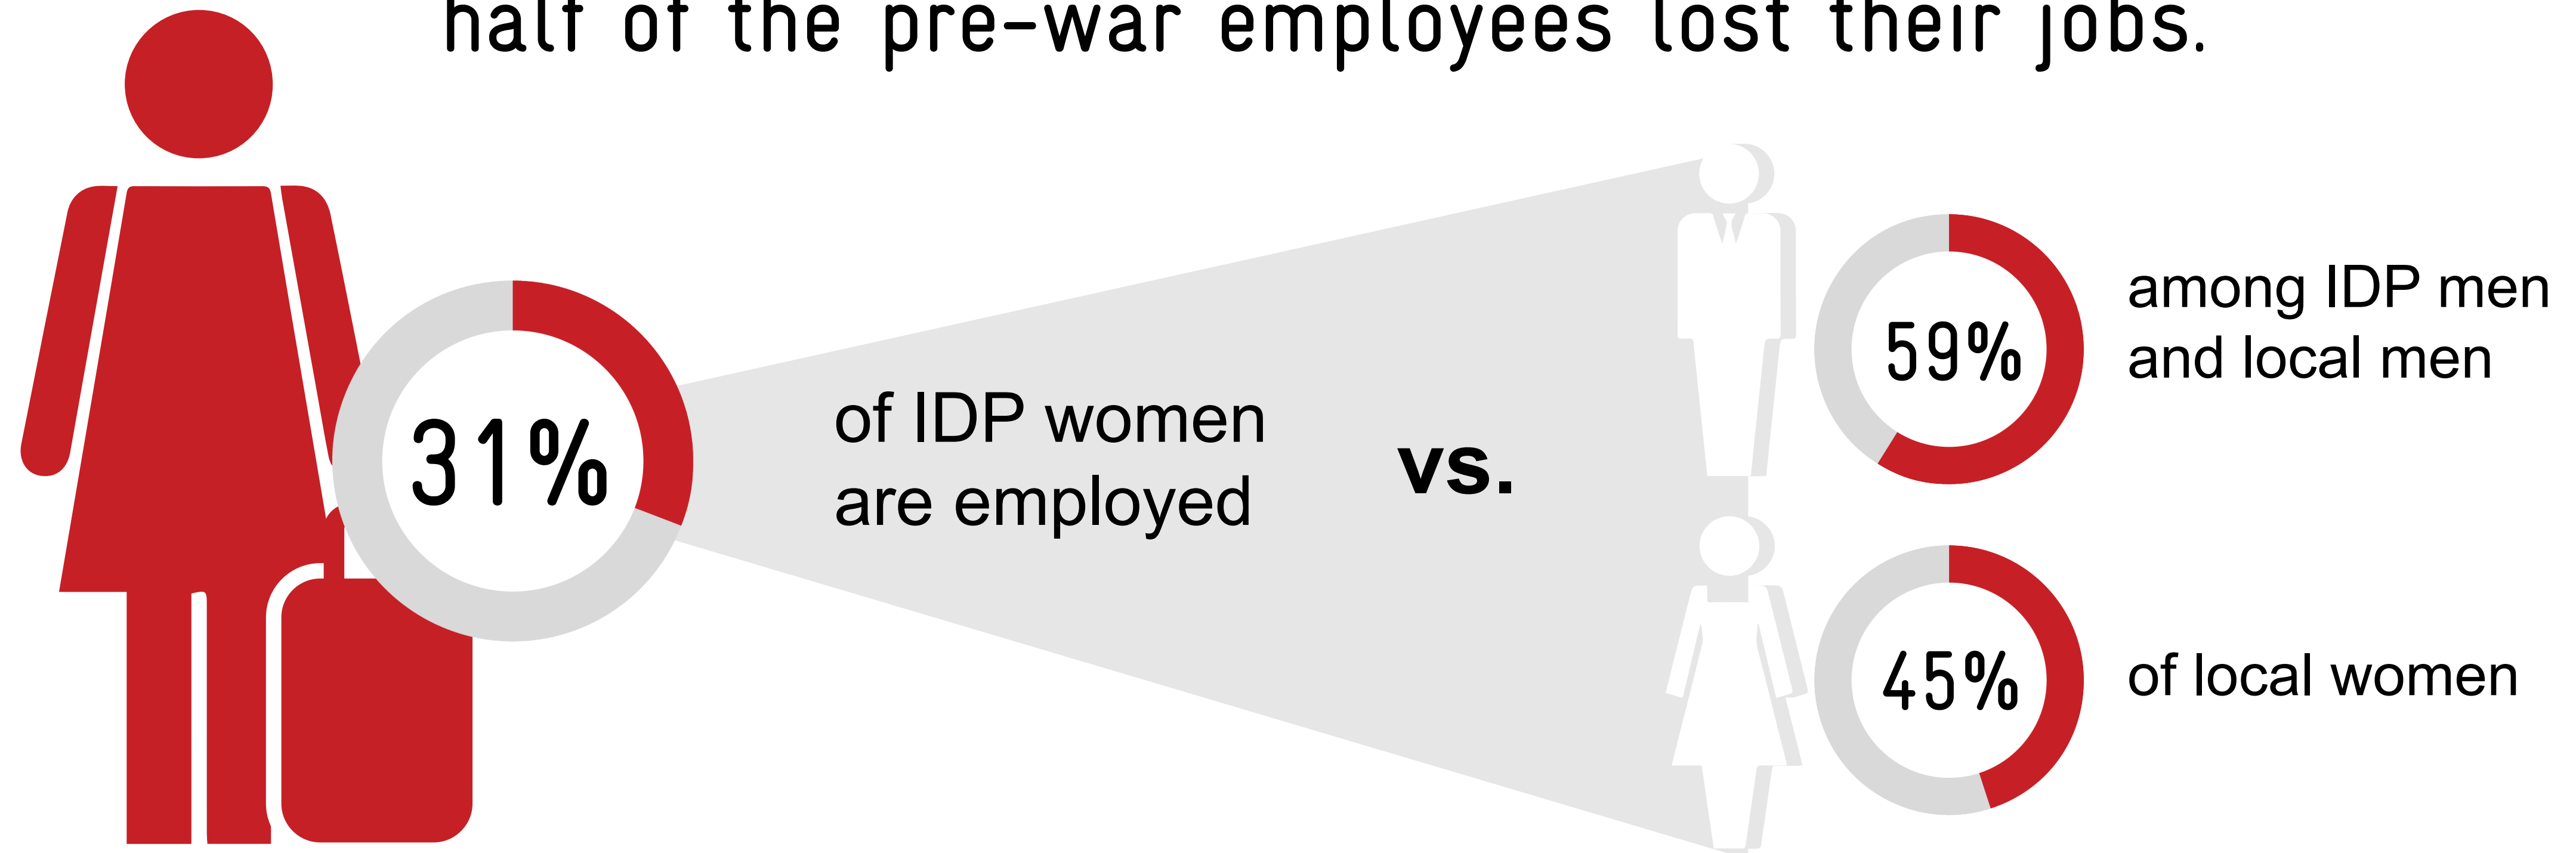 half of the pre-war employees lost their jobs.
31%
of IDP women
are employed
vs.
59%
among IDP men
and local men
45%
of local women